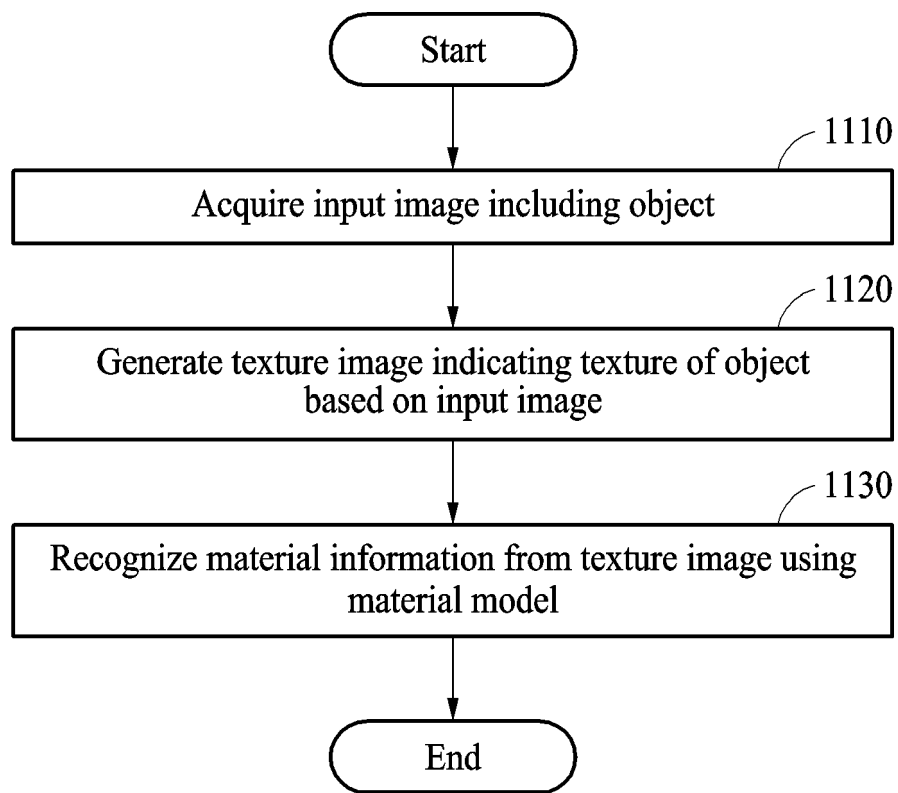 Start
1110
Acquire input image including object
1120
Generate texture image indicating texture of object
based on input image
1130
Recognize material information from texture image using
material model
End